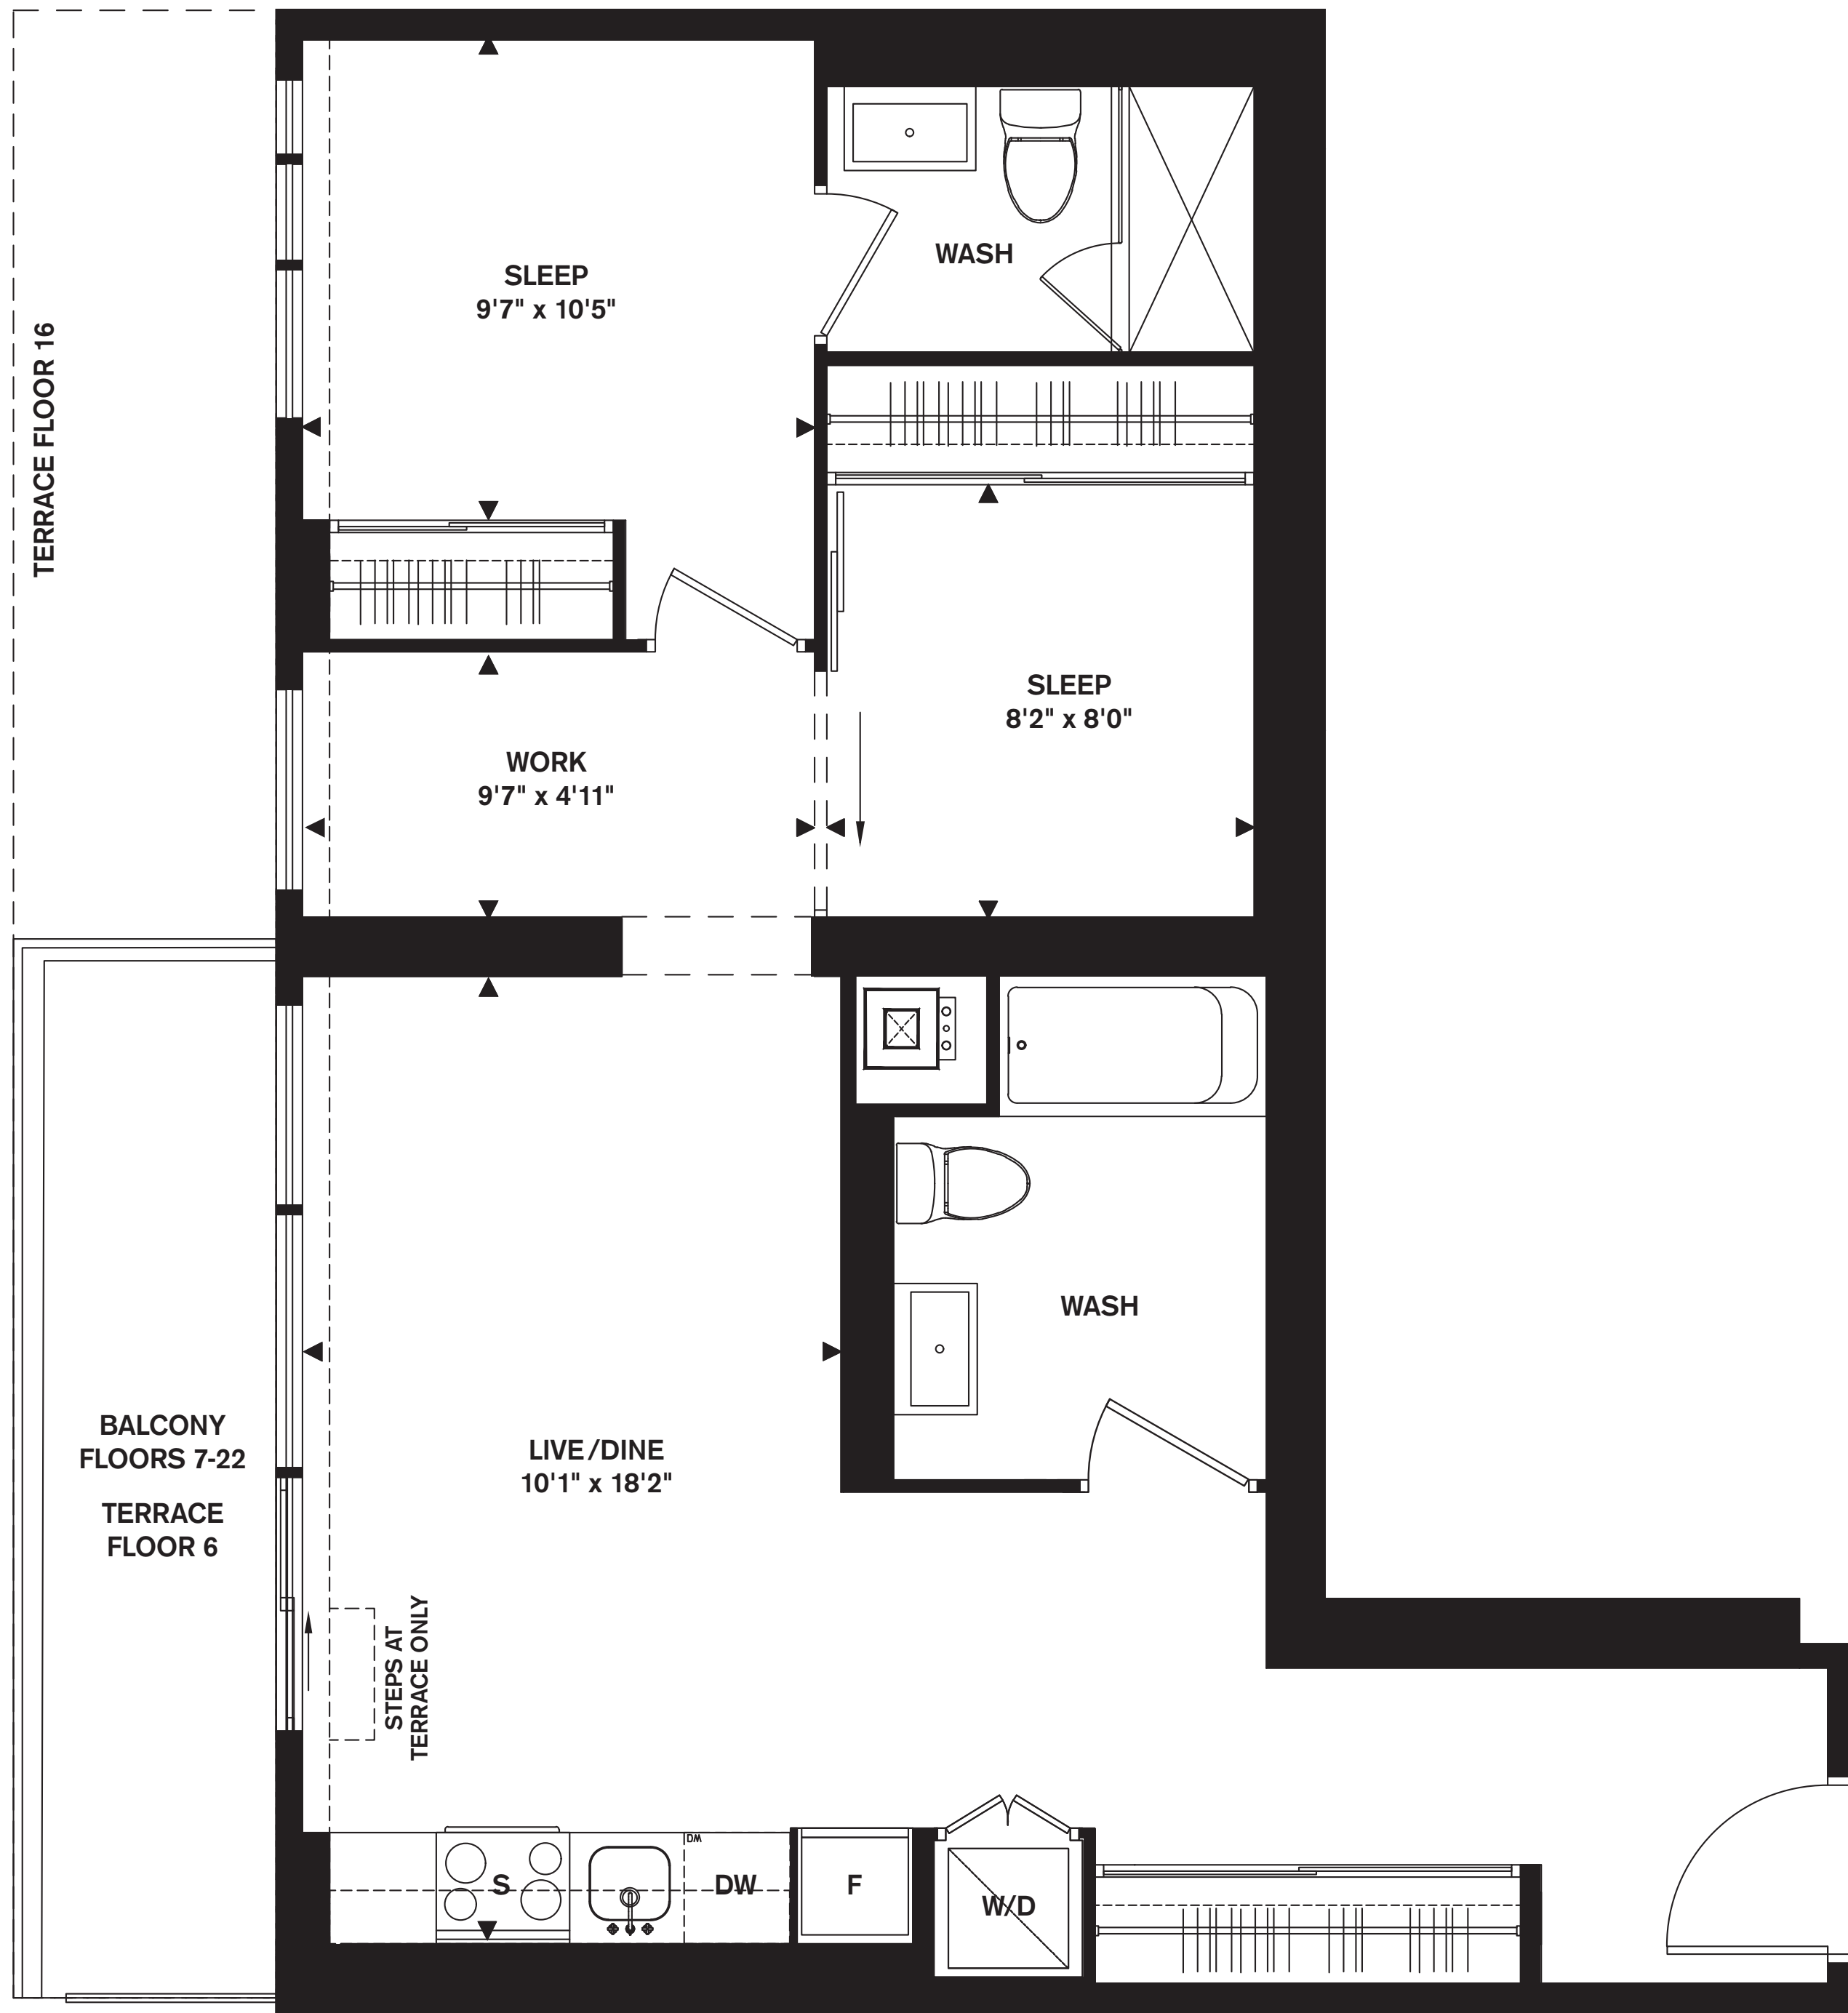 TERRACE FLOOR 16
SLEEP
9'7" x 10'5"
WASH
SLEEP
8'2" x 8'0"
WORK
9'7" x 4'11"
WASH
BALCONY
FLOORS 7-22
TERRACE
FLOOR 6
LIVE/DINE
10'1" x 18'2"
STEPS AT
TERRACE ONLY
DW
S
DW
F
W/D